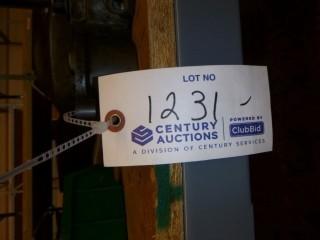 LOT NO
1231-
CENTURY AUCTIONS
POWERED BY ClubBid
A DIVISION OF CENTURY SERVICES